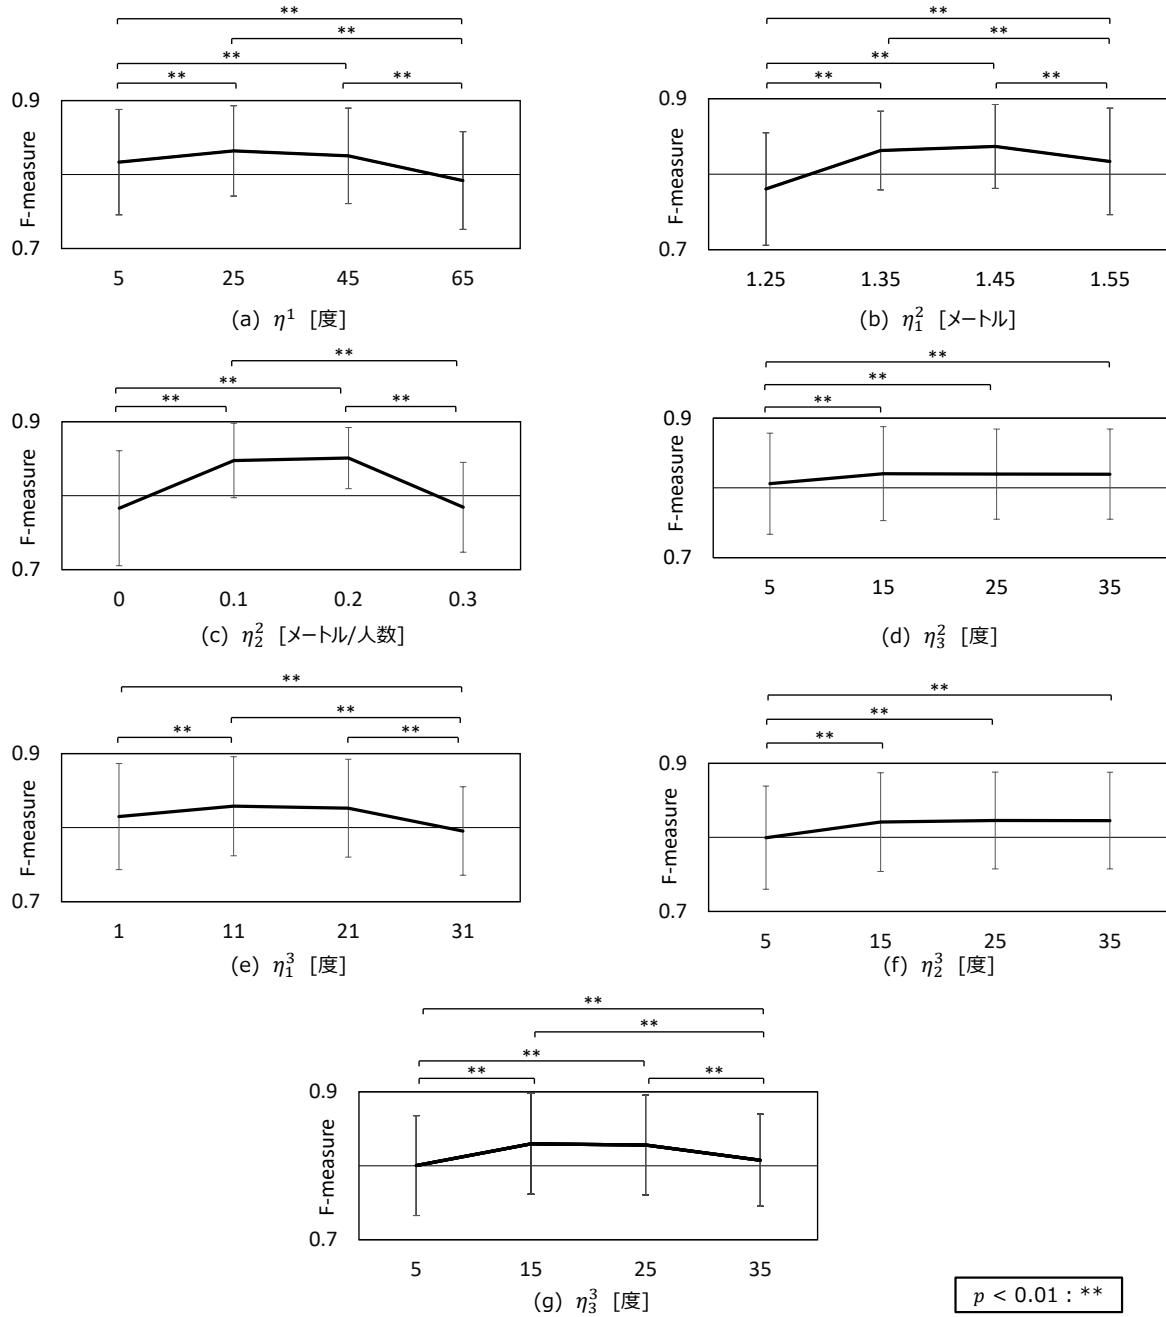 **
**
**
**
**
0.9
F-measure
0.7
5 25 45 65
(a) η¹ [度]
**
**
**
**
**
0.9
F-measure
0.7
1.25 1.35 1.45 1.55
(b) η₁² [メートル]
**
**
**
**
0.9
F-measure
0.7
0 0.1 0.2 0.3
(c) η₂² [メートル/人数]
**
**
**
0.9
F-measure
0.7
5 15 25 35
(d) η₃² [度]
**
**
**
**
0.9
F-measure
0.7
1 11 21 31
(e) η₁³ [度]
**
**
**
0.9
F-measure
0.7
5 15 25 35
(f) η₂³ [度]
**
**
**
**
**
0.9
F-measure
0.7
5 15 25 35
(g) η₃³ [度]
p < 0.01 : **